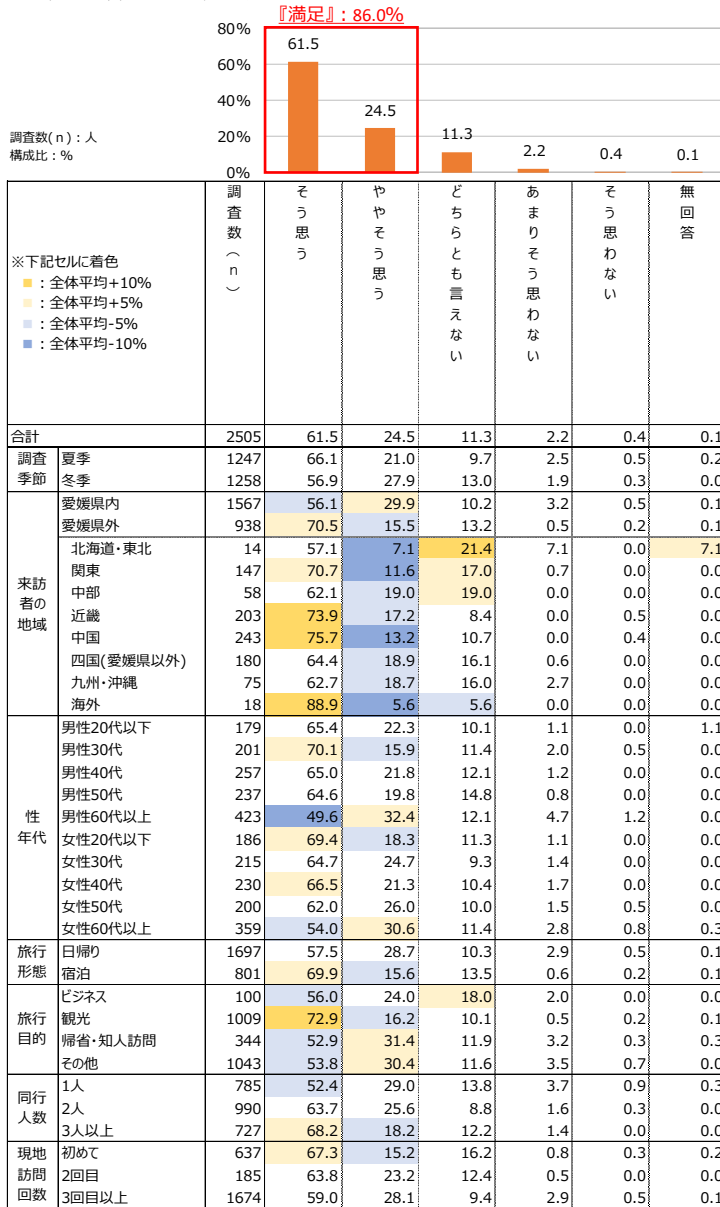 『満足』: 86.0%
80%
60%
40%
20%
0%
61.5
24.5
11.3
2.2
0.4
0.1
調査数(ｎ)：人
構成比：%
※下記セルに着色
■：全体平均+10%
■：全体平均+5%
■：全体平均-5%
■：全体平均-10%
調査数（ｎ）
そう思う
ややそう思う
どちらとも言えない
あまりそう思わない
そう思わない
無回答
合計 2505 61.5 24.5 11.3 2.2 0.4 0.1
調査季節
夏季 1247 66.1 21.0 9.7 2.5 0.5 0.2
冬季 1258 56.9 27.9 13.0 1.9 0.3 0.0
来訪者の地域
愛媛県内 1567 56.1 29.9 10.2 3.2 0.5 0.1
愛媛県外 938 70.5 15.5 13.2 0.5 0.2 0.1
北海道・東北 14 57.1 7.1 21.4 7.1 0.0 7.1
関東 147 70.7 11.6 17.0 0.7 0.0 0.0
中部 58 62.1 19.0 19.0 0.0 0.0 0.0
近畿 203 73.9 17.2 8.4 0.0 0.5 0.0
中国 243 75.7 13.2 10.7 0.0 0.4 0.0
四国(愛媛県以外) 180 64.4 18.9 16.1 0.6 0.0 0.0
九州・沖縄 75 62.7 18.7 16.0 2.7 0.0 0.0
海外 18 88.9 5.6 5.6 0.0 0.0 0.0
性年代
男性20代以下 179 65.4 22.3 10.1 1.1 0.0 1.1
男性30代 201 70.1 15.9 11.4 2.0 0.5 0.0
男性40代 257 65.0 21.8 12.1 1.2 0.0 0.0
男性50代 237 64.6 19.8 14.8 0.8 0.0 0.0
男性60代以上 423 49.6 32.4 12.1 4.7 1.2 0.0
女性20代以下 186 69.4 18.3 11.3 1.1 0.0 0.0
女性30代 215 64.7 24.7 9.3 1.4 0.0 0.0
女性40代 230 66.5 21.3 10.4 1.7 0.0 0.0
女性50代 200 62.0 26.0 10.0 1.5 0.5 0.0
女性60代以上 359 54.0 30.6 11.4 2.8 0.8 0.3
旅行形態
日帰り 1697 57.5 28.7 10.3 2.9 0.5 0.1
宿泊 801 69.9 15.6 13.5 0.6 0.2 0.1
旅行目的
ビジネス 100 56.0 24.0 18.0 2.0 0.0 0.0
観光 1009 72.9 16.2 10.1 0.5 0.2 0.1
帰省・知人訪問 344 52.9 31.4 11.9 3.2 0.3 0.3
その他 1043 53.8 30.4 11.6 3.5 0.7 0.0
同行人数
1人 785 52.4 29.0 13.8 3.7 0.9 0.3
2人 990 63.7 25.6 8.8 1.6 0.3 0.0
3人以上 727 68.2 18.2 12.2 1.4 0.0 0.0
現地訪問回数
初めて 637 67.3 15.2 16.2 0.8 0.3 0.2
2回目 185 63.8 23.2 12.4 0.5 0.0 0.0
3回目以上 1674 59.0 28.1 9.4 2.9 0.5 0.1